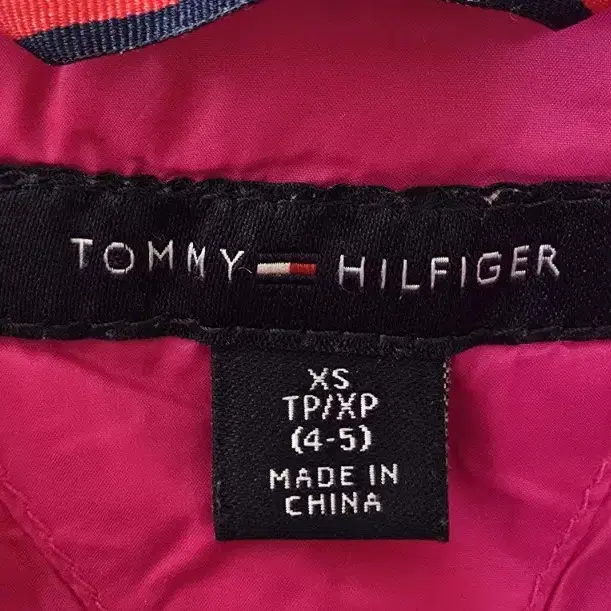 TOMMY HILFIGER
XS
TP/XP
(4-5)
MADE IN
CHINA